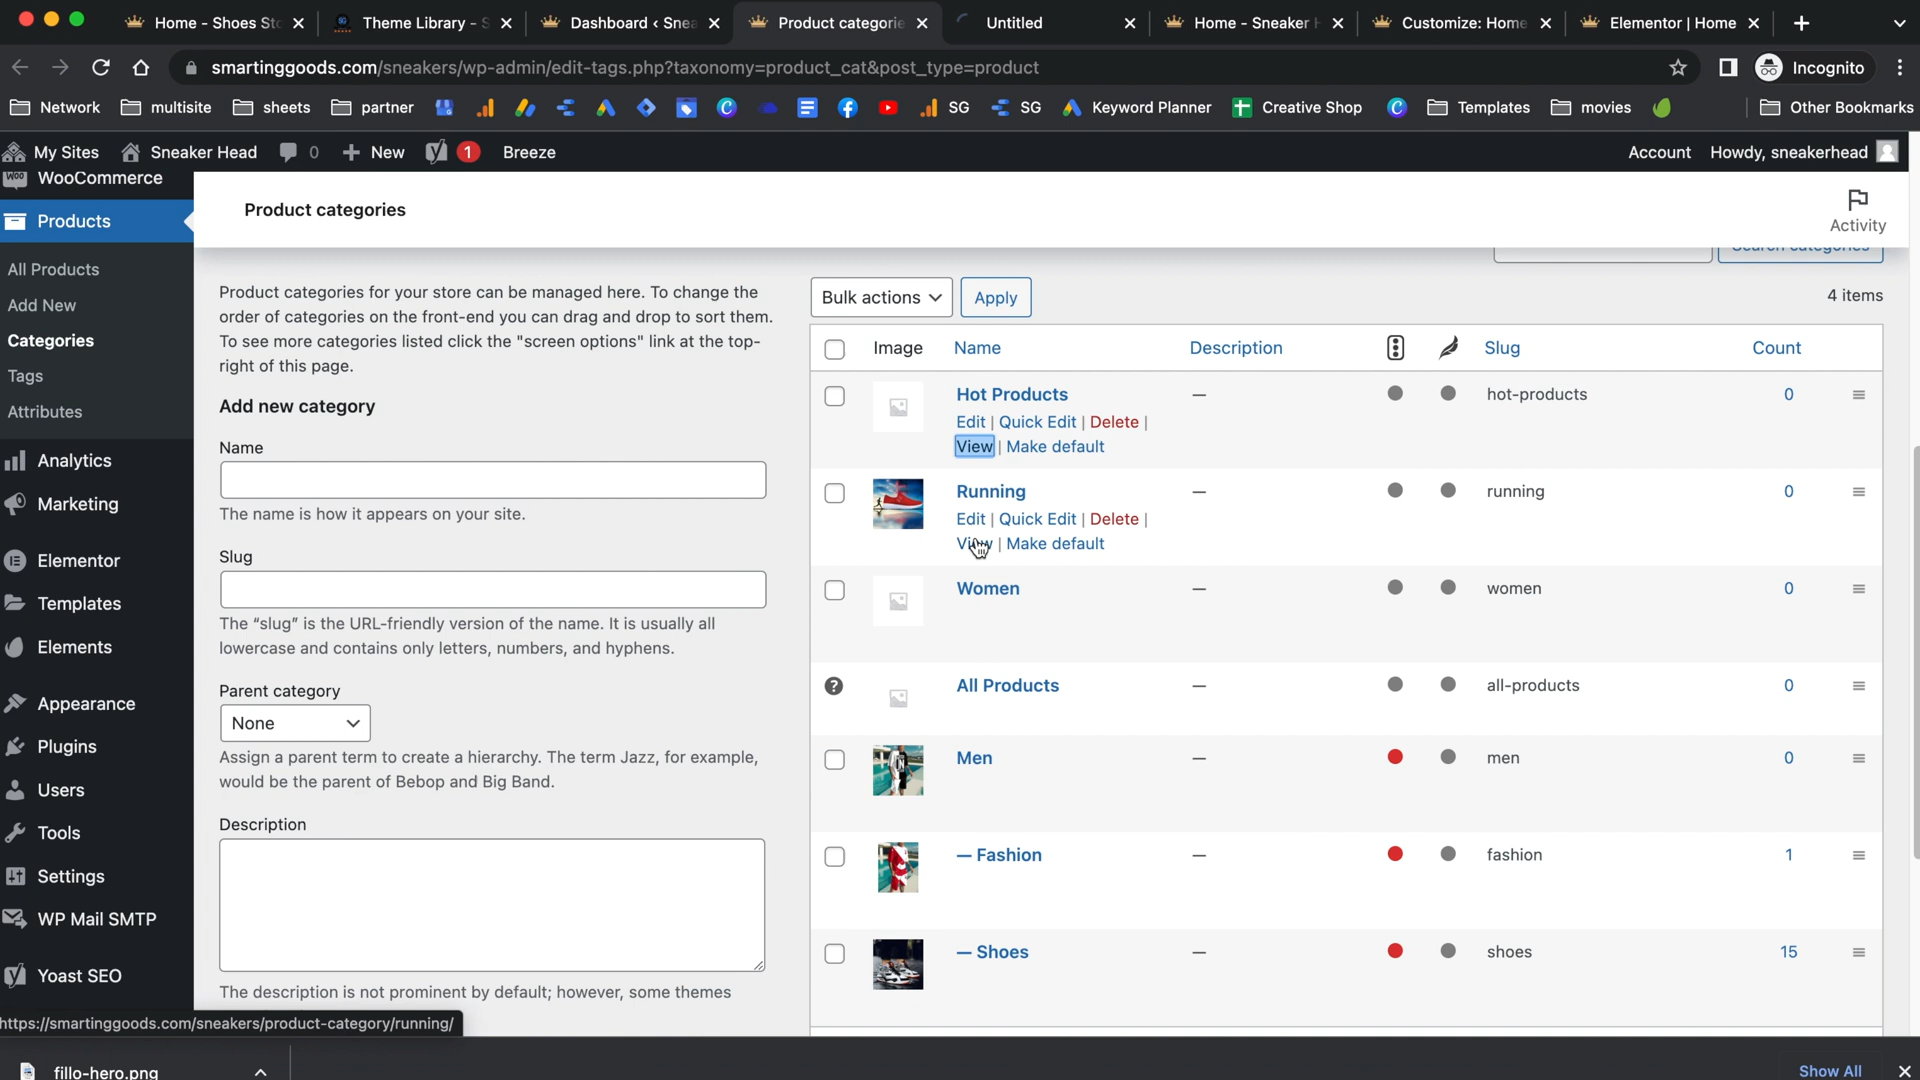 Home - Shoes Sto
Theme Library - S
Dashboard ‹ Snea
Product categorie
Untitled
Home - Sneaker H
Customize: Home
Elementor | Home
smartinggoods.com/sneakers/wp-admin/edit-tags.php?taxonomy=product_cat&post_type=product
Incognito
Network
multisite
sheets
partner
SG
SG
Keyword Planner
Creative Shop
Templates
movies
Other Bookmarks
My Sites
Sneaker Head
0
New
1
Breeze
Account
Howdy, sneakerhead
WooCommerce
Products
All Products
Add New
Categories
Tags
Attributes
Analytics
Marketing
Elementor
Templates
Elements
Appearance
Plugins
Users
Tools
Settings
WP Mail SMTP
Yoast SEO
Product categories
Activity
Product categories for your store can be managed here. To change the
order of categories on the front-end you can drag and drop to sort them.
To see more categories listed click the "screen options" link at the top-
right of this page.
Add new category
Name
The name is how it appears on your site.
Slug
The “slug” is the URL-friendly version of the name. It is usually all
lowercase and contains only letters, numbers, and hyphens.
Parent category
None
Assign a parent term to create a hierarchy. The term Jazz, for example,
would be the parent of Bebop and Big Band.
Description
The description is not prominent by default; however, some themes
Search categories
Bulk actions
Apply
4 items
Image Name Description Slug Count
Hot Products — hot-products 0
Edit | Quick Edit | Delete |
View | Make default
Running — running 0
Edit | Quick Edit | Delete |
View | Make default
Women — women 0
All Products — all-products 0
Men — men 0
— Fashion — fashion 1
— Shoes — shoes 15
https://smartinggoods.com/sneakers/product-category/running/
fillo-hero.png
Show All